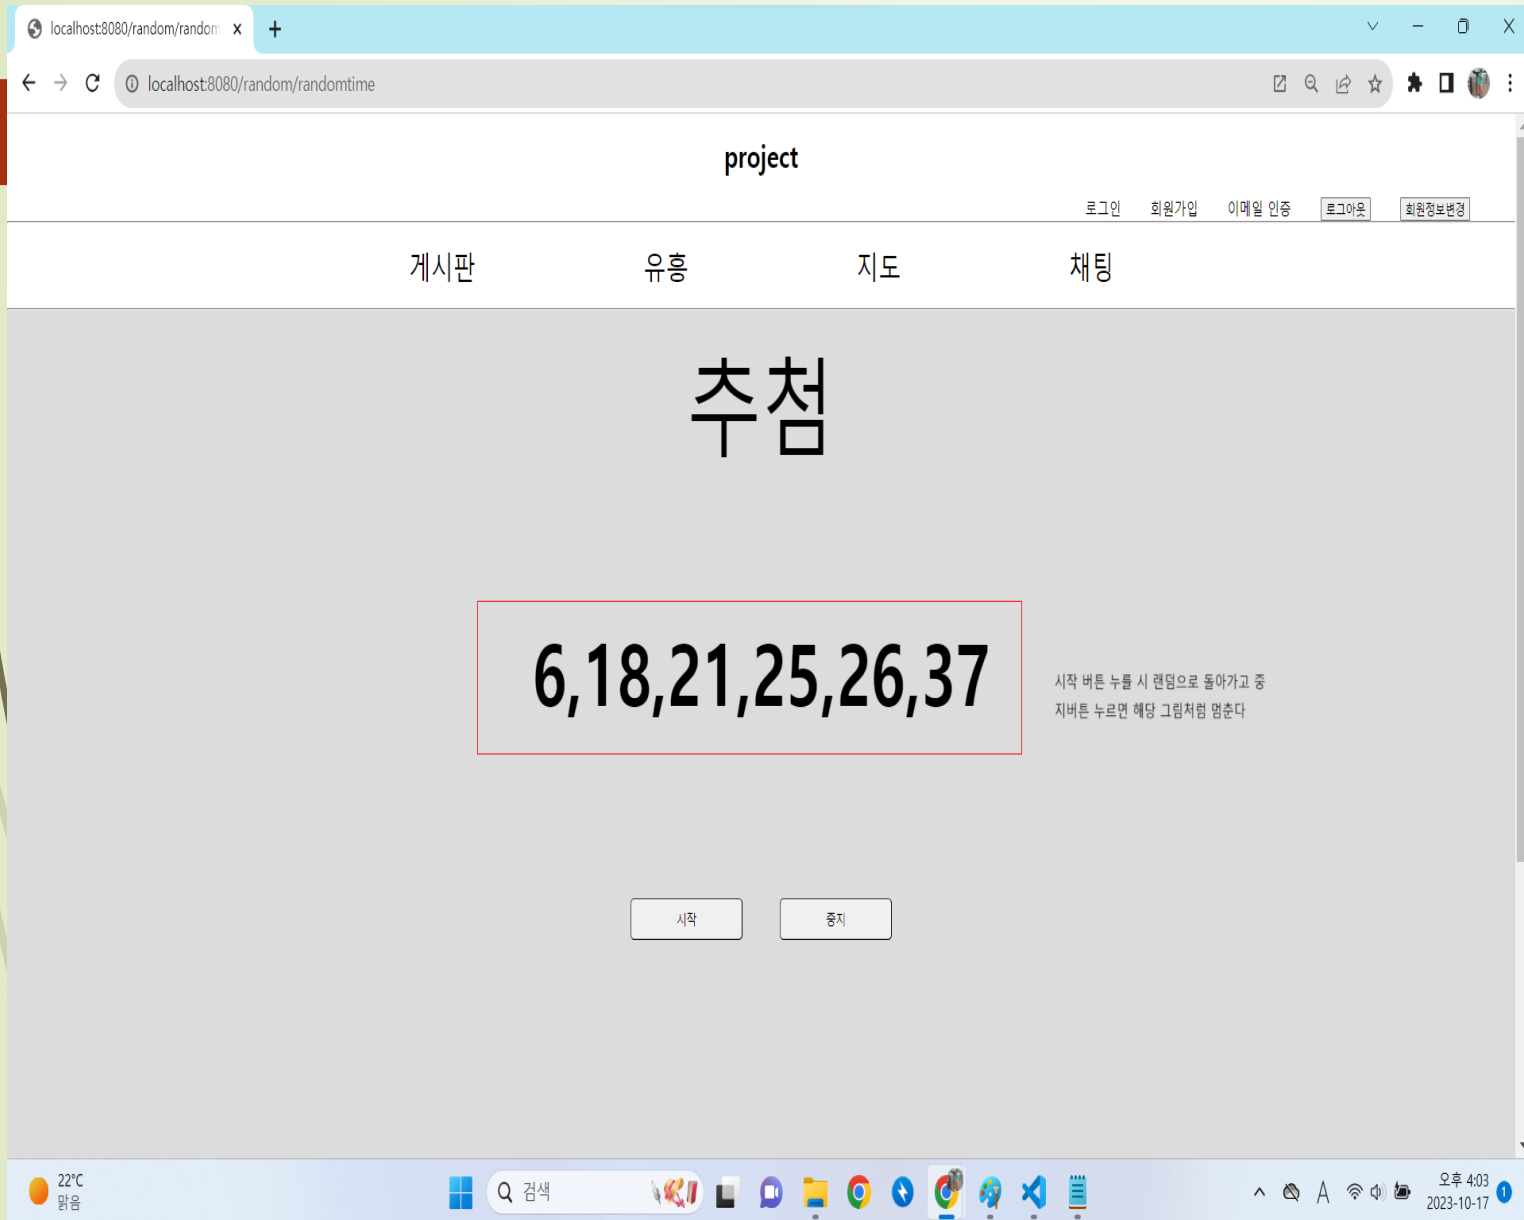 localhost:8080/random/random
localhost:8080/random/randomtime
project
로그인 회원가입 이메일 인증 로그아웃 회원정보변경
게시판 유흥 지도 채팅
추첨
6,18,21,25,26,37
시작 버튼 누를 시 랜덤으로 돌아가고 중
지버튼 누르면 해당 그림처럼 멈춘다
시작 중지
22°C
맑음
검색
A
오후 4:03
2023-10-17
1